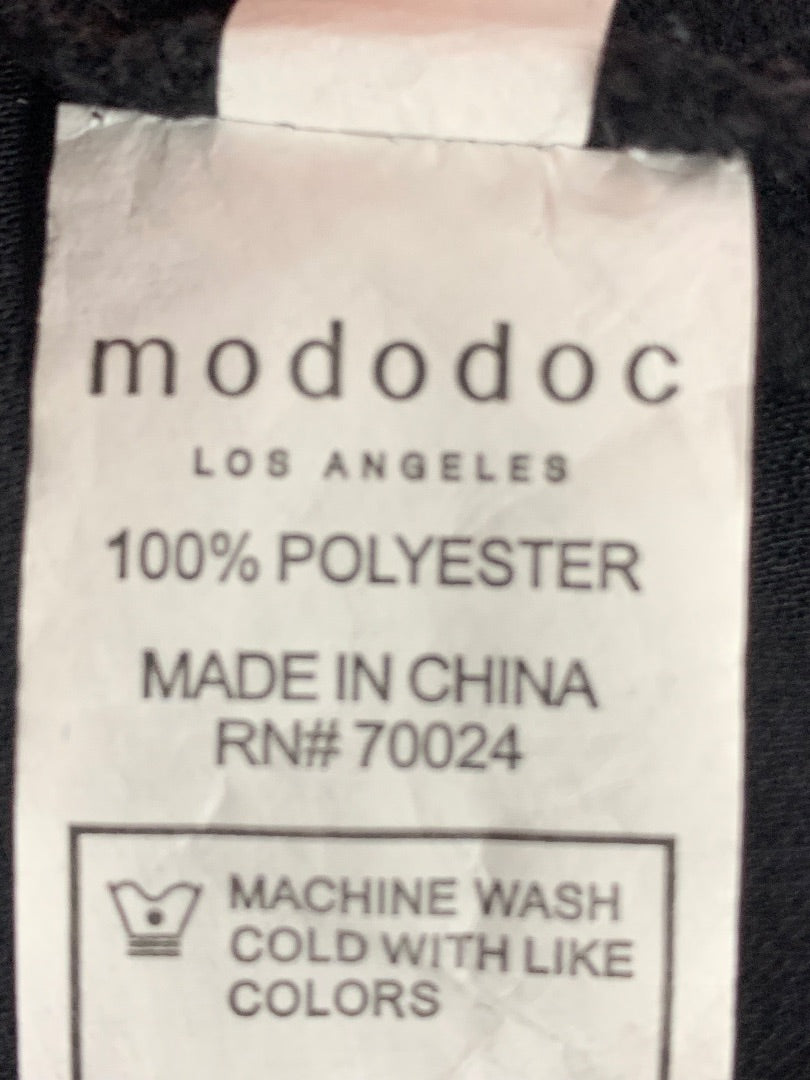 mododoc
LOS ANGELES
100% POLYESTER
MADE IN CHINA
RN# 70024
MACHINE WASH
COLD WITH LIKE
COLORS